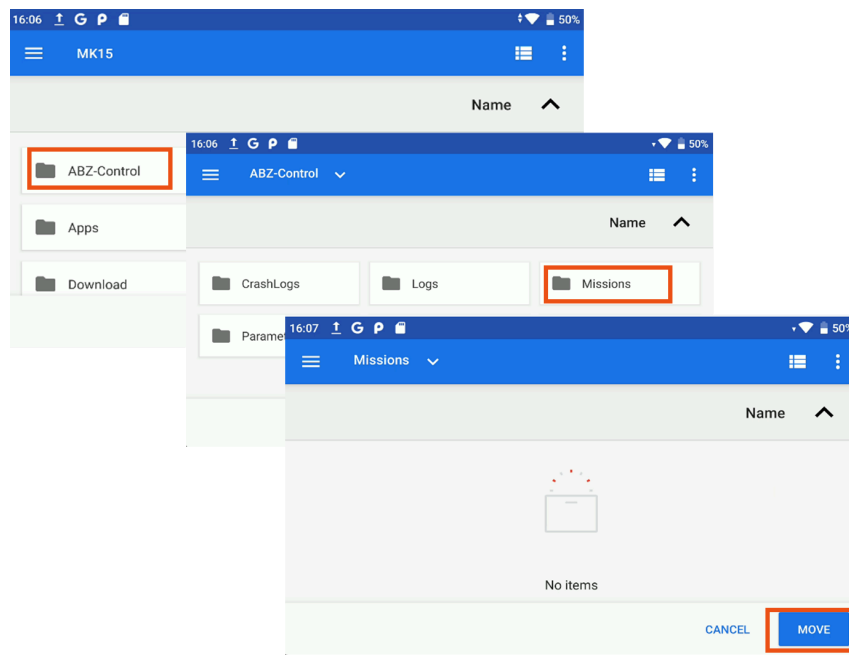 16:06 G P 50%
MK15
Name
ABZ-Control
Apps
Download
16:06 G P 50%
ABZ-Control
Name
CrashLogs Logs Missions
Parame
16:07 G P 50%
Missions
Name
No items
CANCEL MOVE